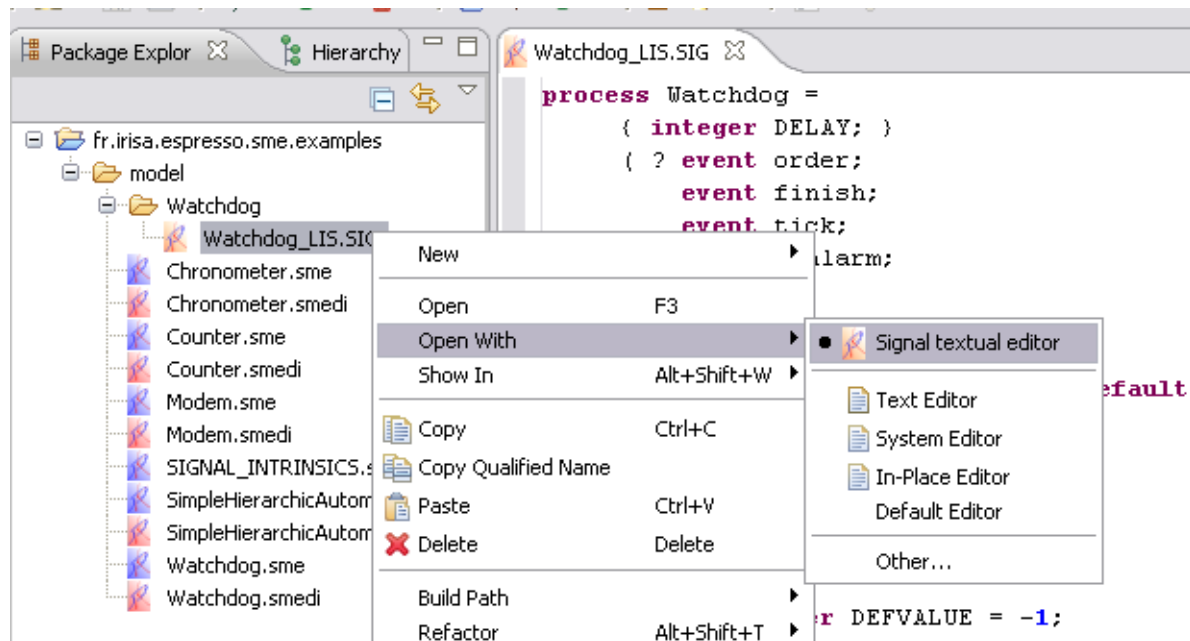 Package Explor
Hierarchy
Watchdog_LIS.SIG
fr.irisa.espresso.sme.examples
model
Watchdog
Watchdog_LIS.SIG
Chronometer.sme
Chronometer.smedi
Counter.sme
Counter.smedi
Modem.sme
Modem.smedi
SIGNAL_INTRINSICS.s
SimpleHierarchicAutom
SimpleHierarchicAutom
Watchdog.sme
Watchdog.smedi
process Watchdog =
{ integer DELAY; }
( ? event order;
event finish;
event tick;
alarm;
efault
r DEFVALUE = -1;
New
Open F3
Open With
Show In Alt+Shift+W
Copy Ctrl+C
Copy Qualified Name
Paste Ctrl+V
Delete Delete
Build Path
Refactor Alt+Shift+T
Signal textual editor
Text Editor
System Editor
In-Place Editor
Default Editor
Other...